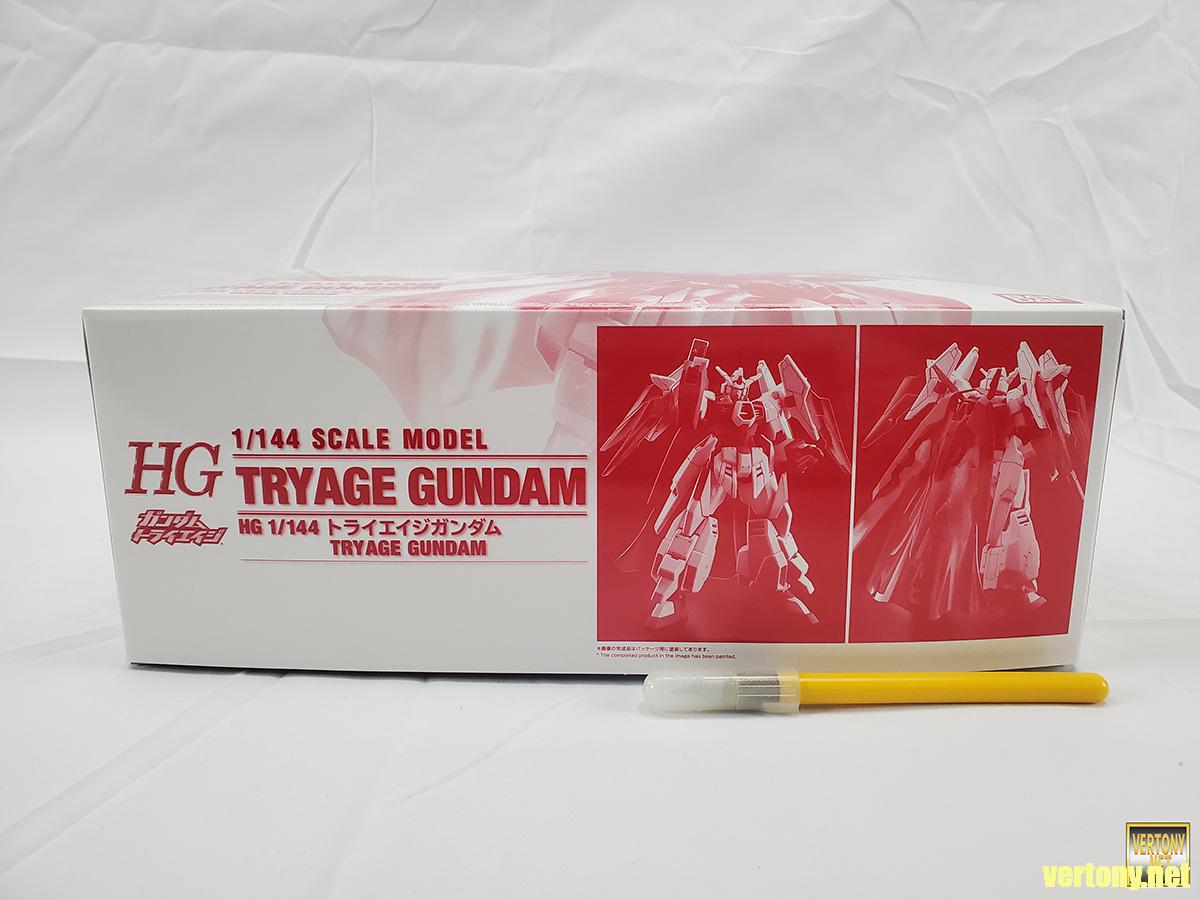 HG
ガンダム
トライエイジ
1/144 SCALE MODEL
TRYAGE GUNDAM
HG 1/144 トライエイジガンダム
TRYAGE GUNDAM
※画像の完成品はパッケージ用に塗装してあります。
* The completed product in the image has been painted.
VERTONY
NET
vertony.net